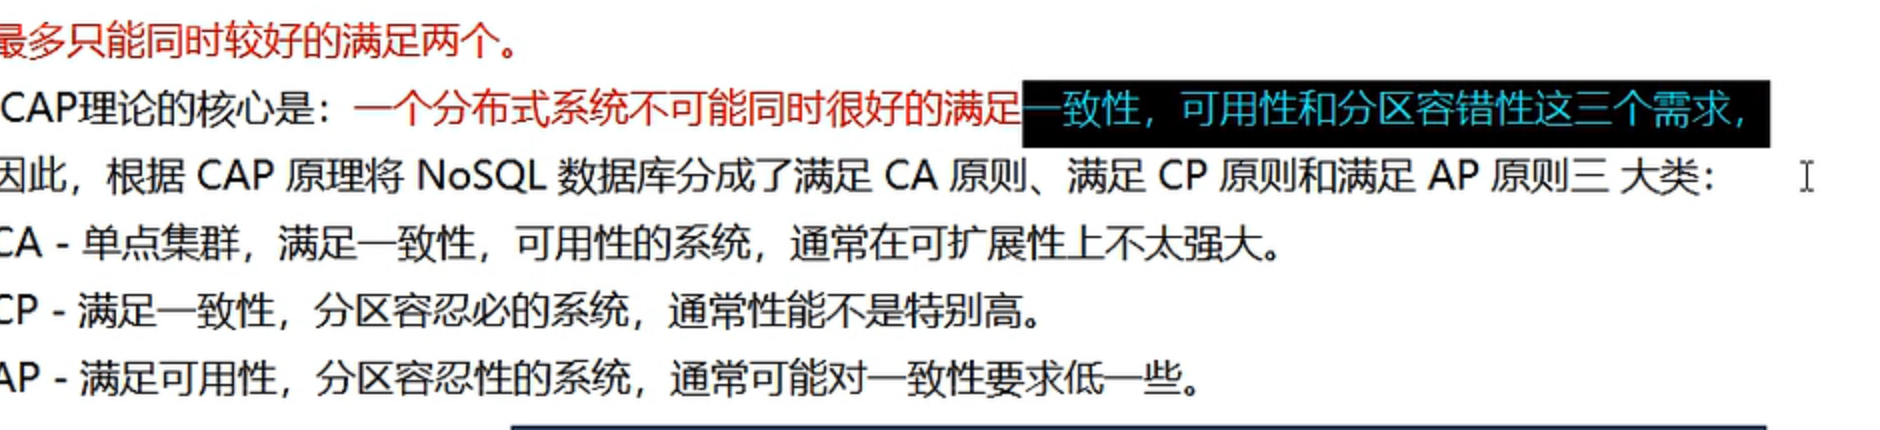 最多只能同时较好的满足两个。
CAP理论的核心是：一个分布式系统不可能同时很好的满足一致性，可用性和分区容错性这三个需求，
因此，根据 CAP 原理将 NoSQL 数据库分成了满足 CA 原则、满足 CP 原则和满足 AP 原则三 大类：
CA - 单点集群，满足一致性，可用性的系统，通常在可扩展性上不太强大。
CP - 满足一致性，分区容忍必的系统，通常性能不是特别高。
AP - 满足可用性，分区容忍性的系统，通常可能对一致性要求低一些。